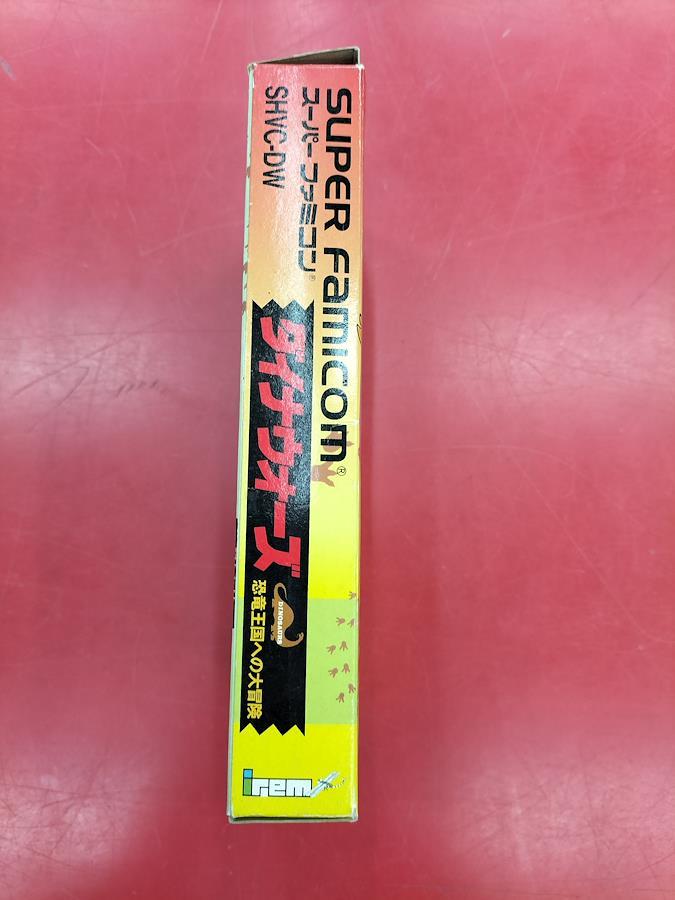 SUPER FamicOm®
スーパーファミコン®
SHVC-DW
ダイナウォーズ
DINOSAURS
恐竜王国への大冒険
irem